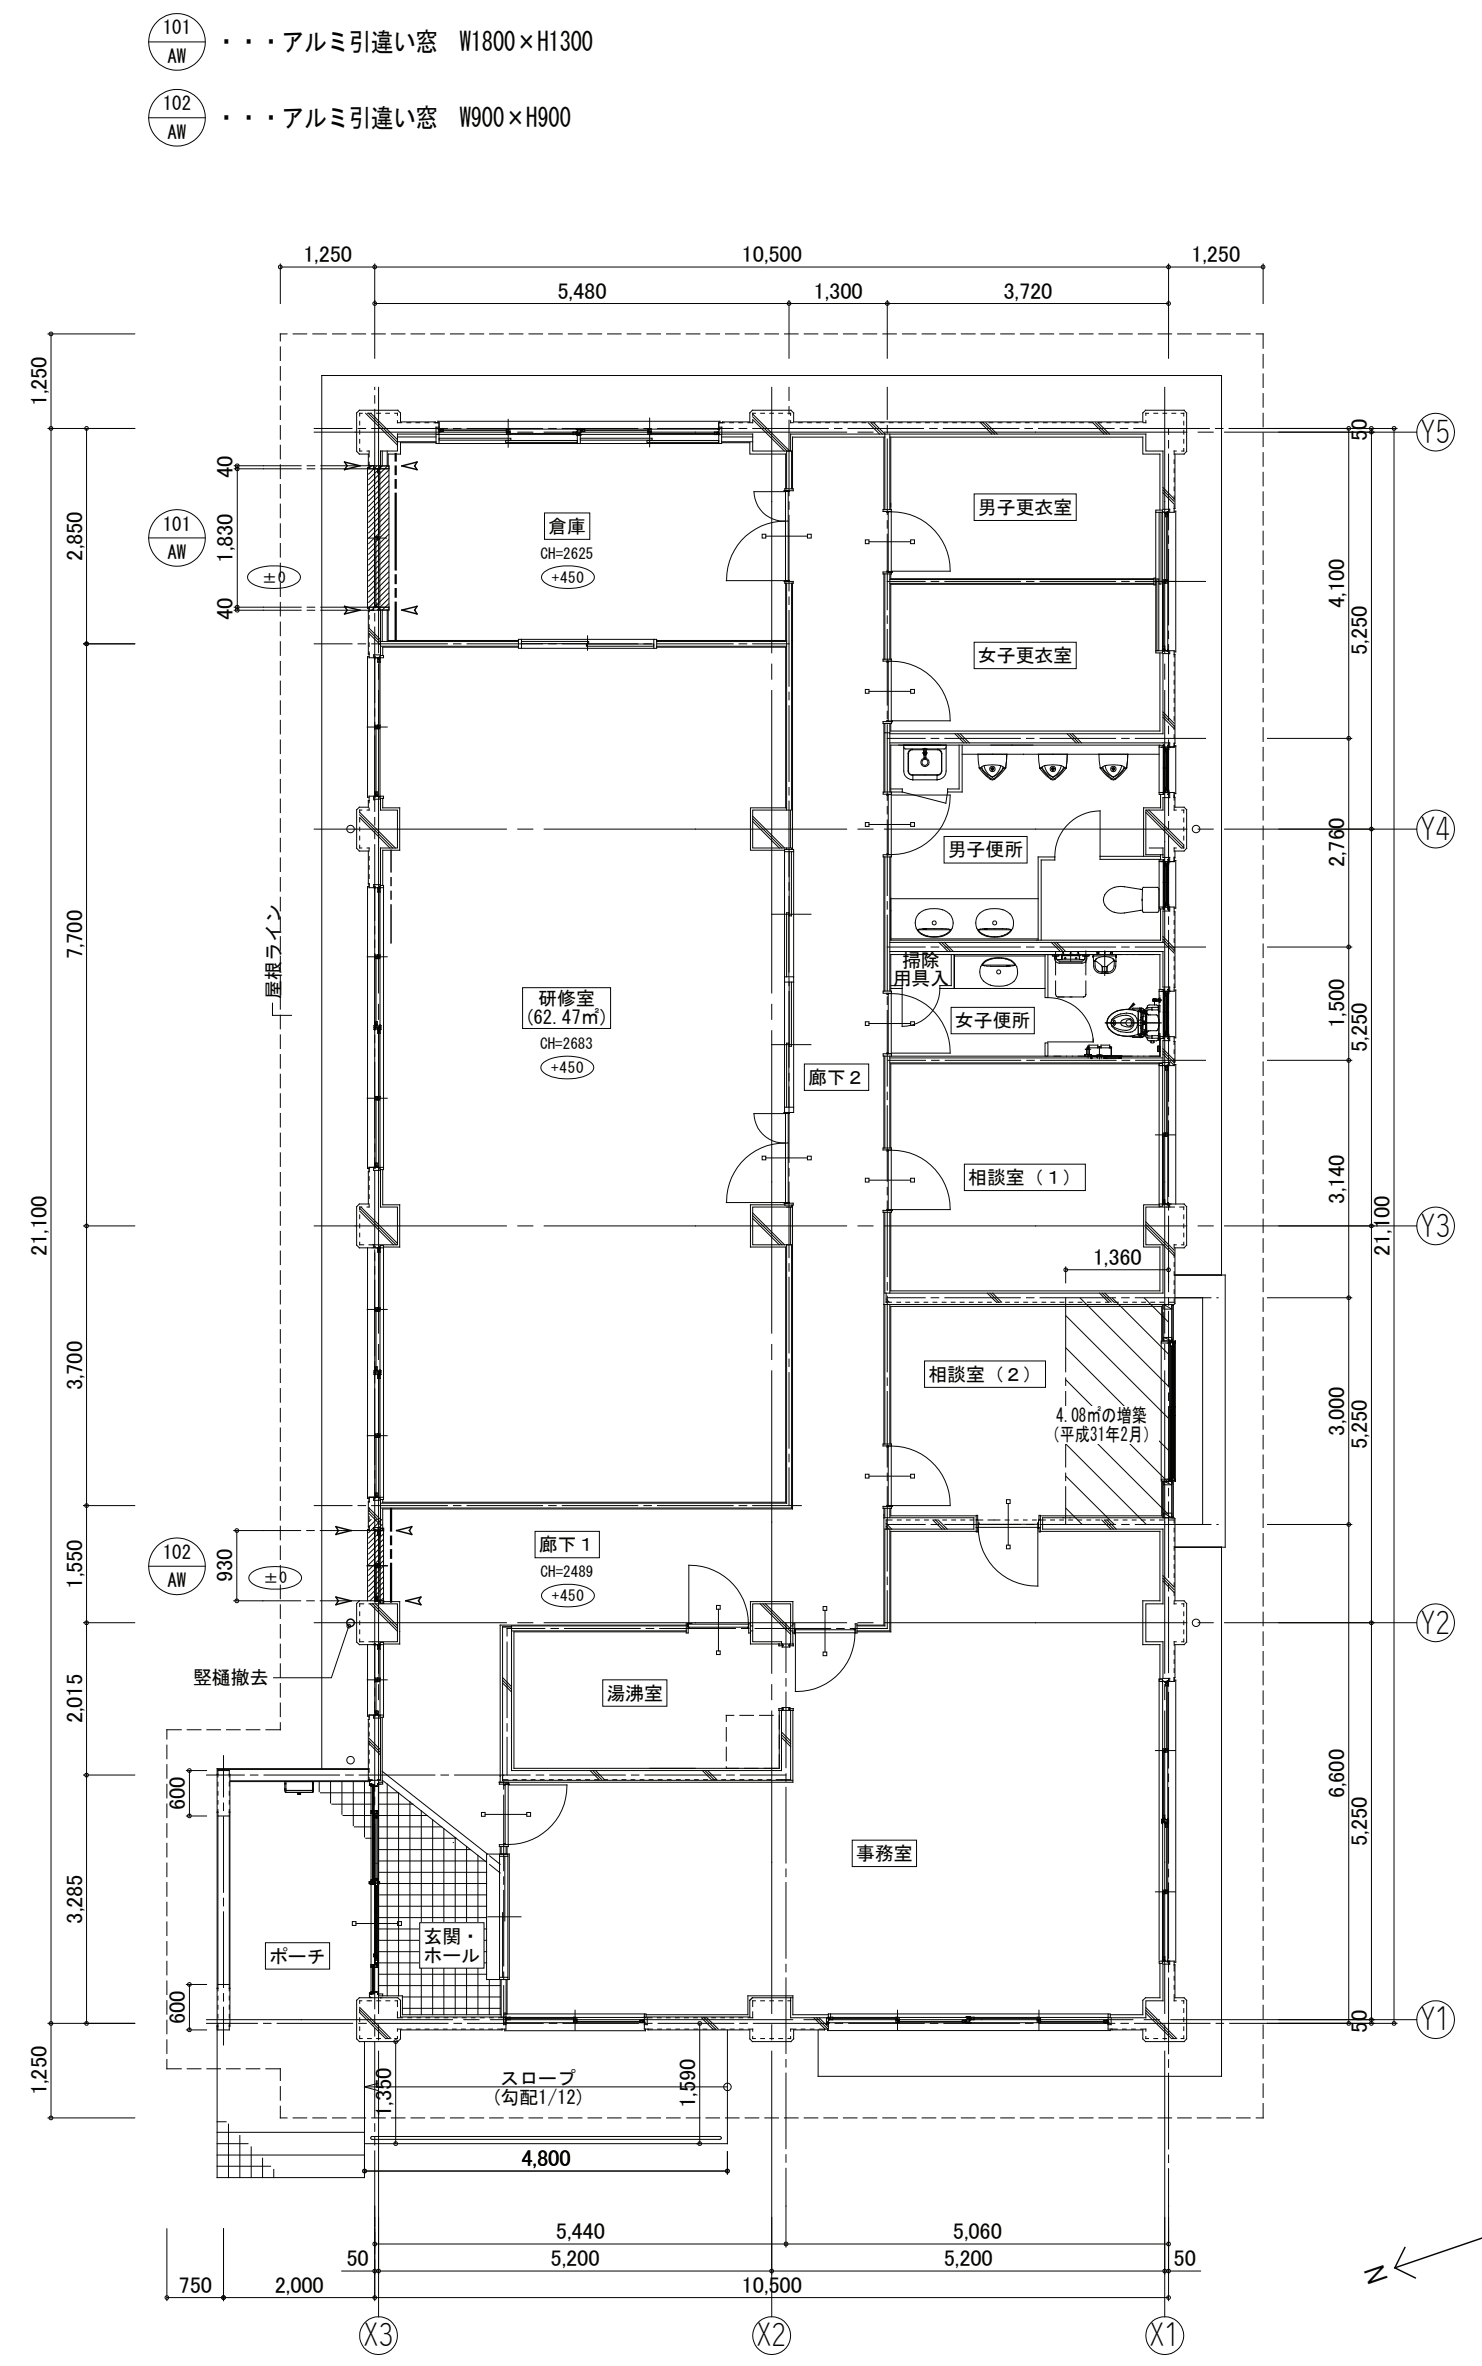 101
AW ・・・アルミ引違い窓　W1800×H1300
102
AW ・・・アルミ引違い窓　W900×H900
1,250 10,500 1,250
5,480 1,300 3,720
1,250
50 Y5
40
1,830
40
101
AW
±0
2,850
倉庫
CH=2625
+450
男子更衣室
女子更衣室
4,100
5,250
Y4
2,760
男子便所
屋根ライン
7,700
掃除
用具入
女子便所
1,500
5,250
研修室
(62.47㎡)
CH=2683
+450
廊下２
相談室（１）
3,140
21,100
21,100
Y3
1,360
3,700
相談室（２）
4.08㎡の増築
(平成31年2月)
3,000
5,250
廊下１
CH=2489
+450
102
AW
930
±0
1,550
Y2
竪樋撤去
2,015
湯沸室
600
6,600
5,250
事務室
3,285
玄関・
ホール
ポーチ
600
50 Y1
1,250
1,350
スロープ
(勾配1/12)
1,590
4,800
5,440 5,060
50 5,200 5,200 50
750 2,000 10,500
N
X3 X2 X1